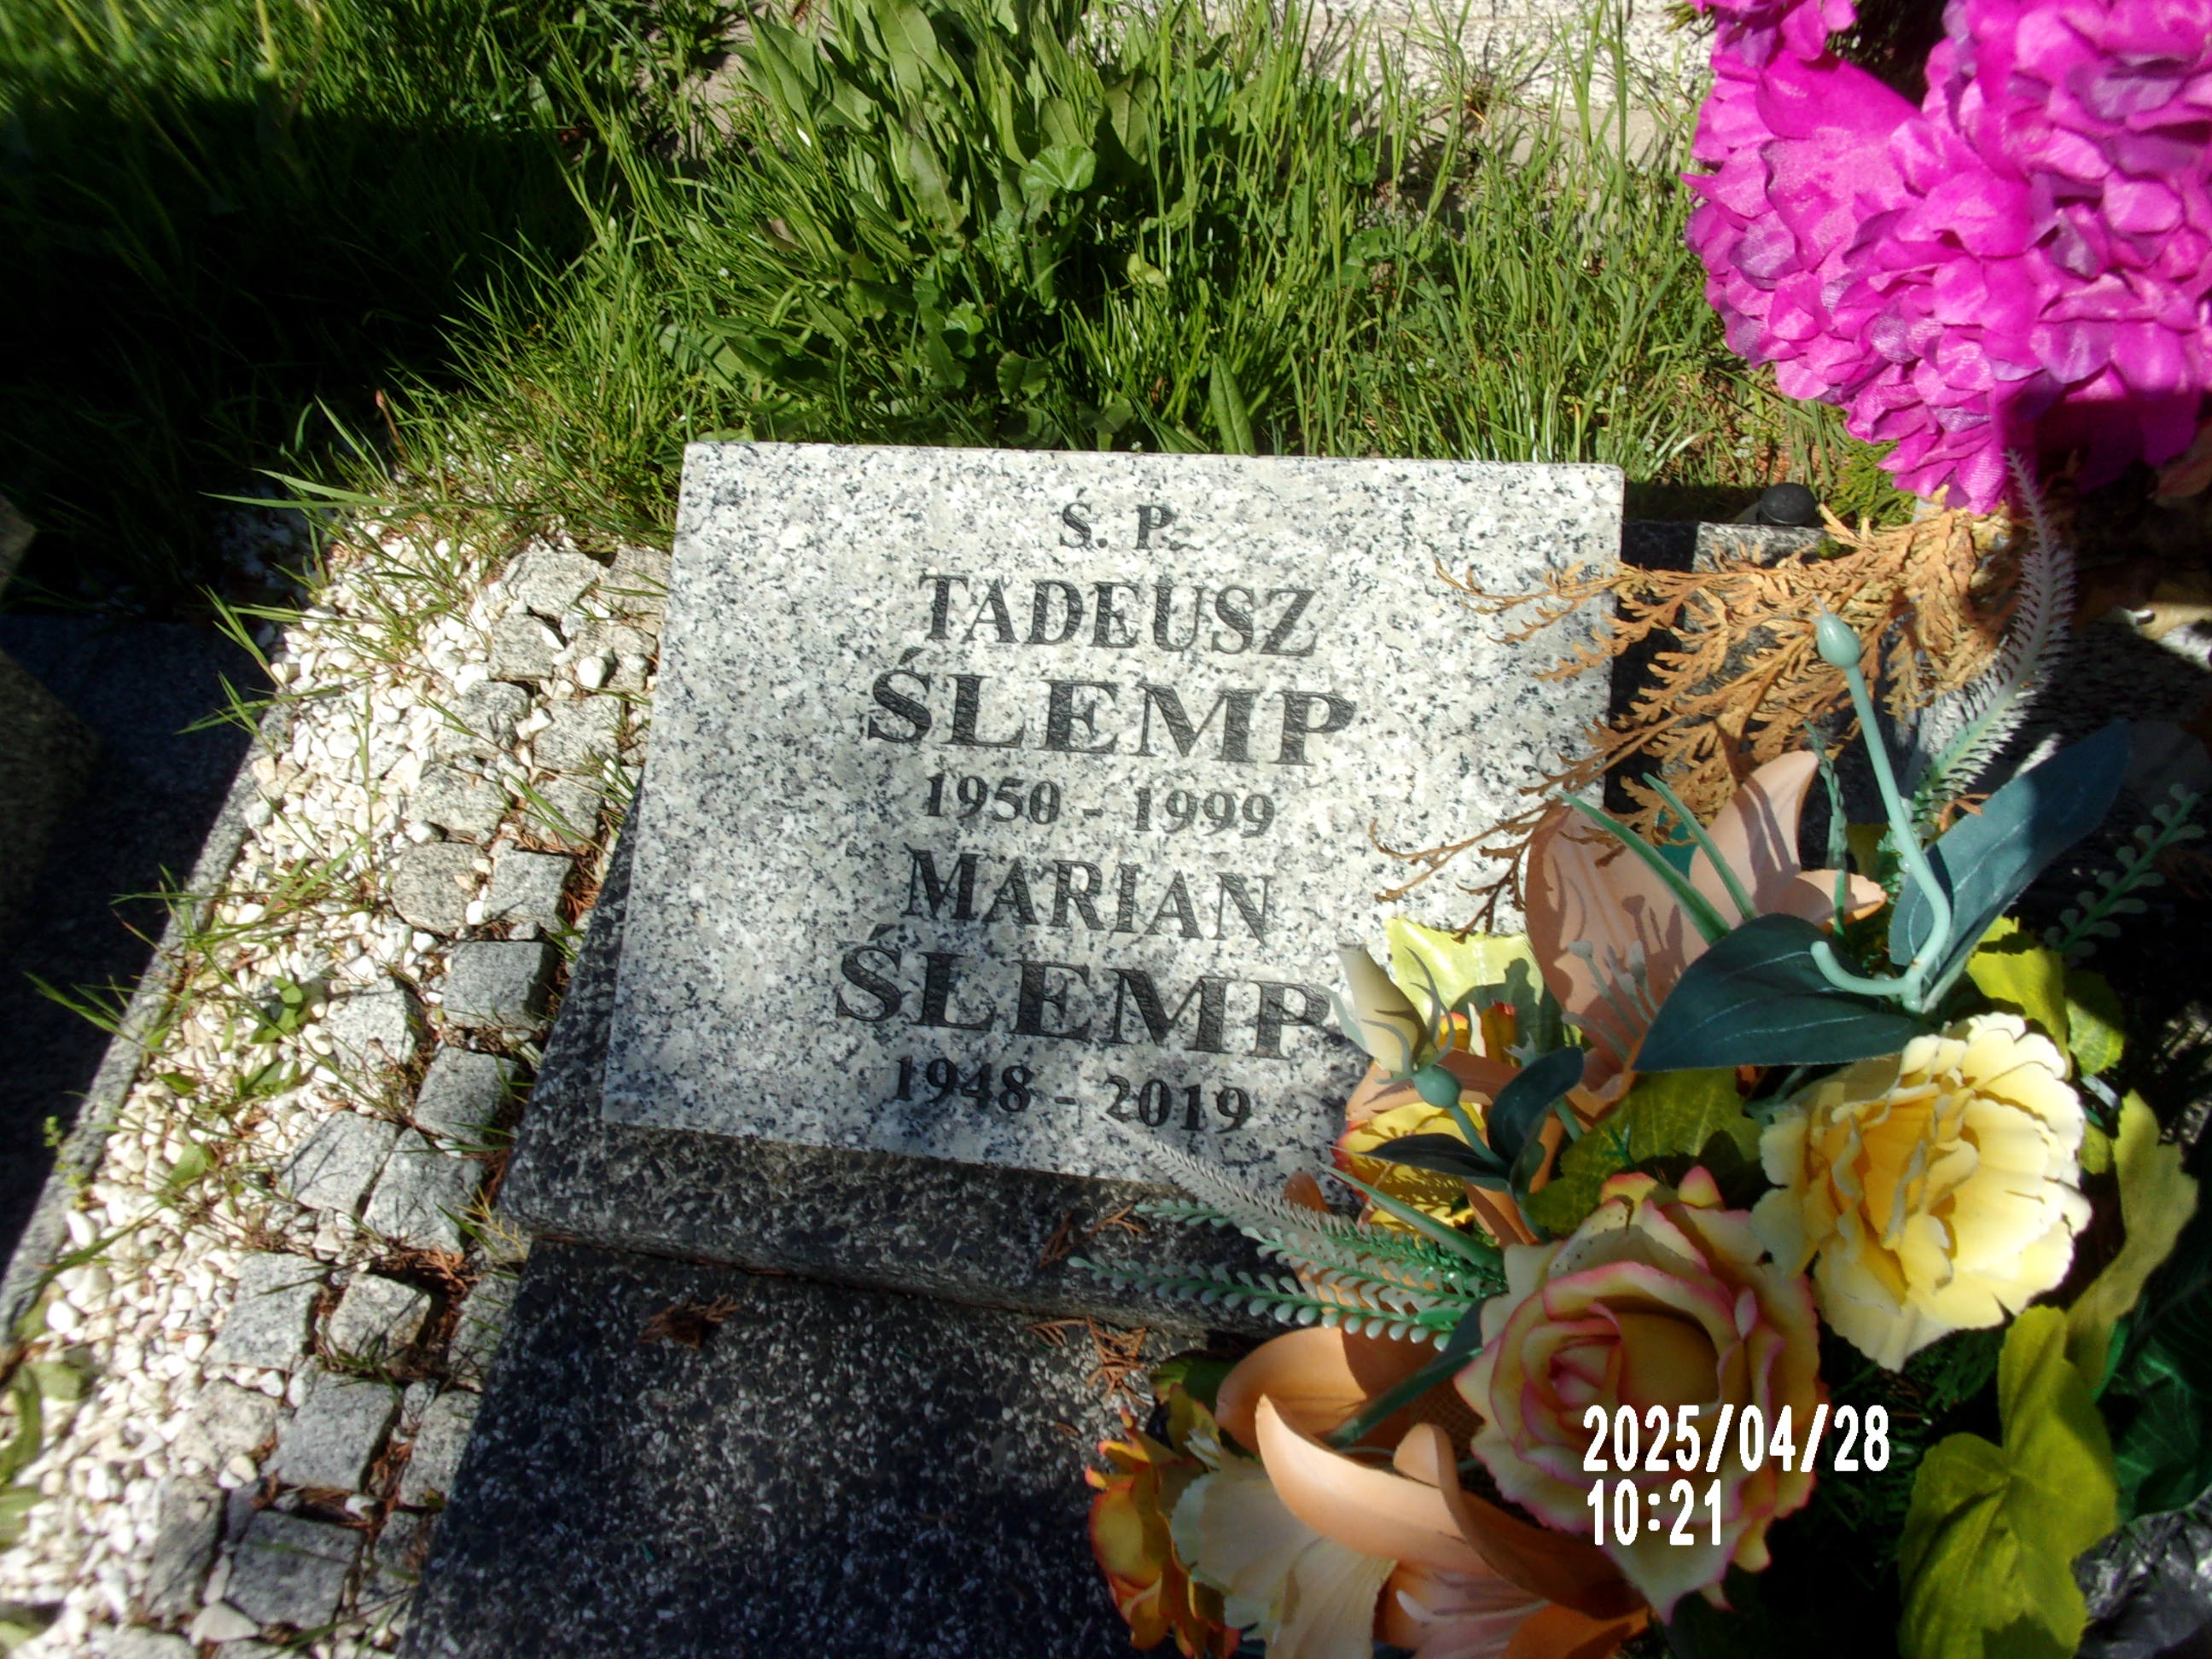 Ś. P.
TADEUSZ
ŚLEMP
1950 - 1999
MARIAN
ŚLEMP
1948 - 2019
2025/04/28
10:21